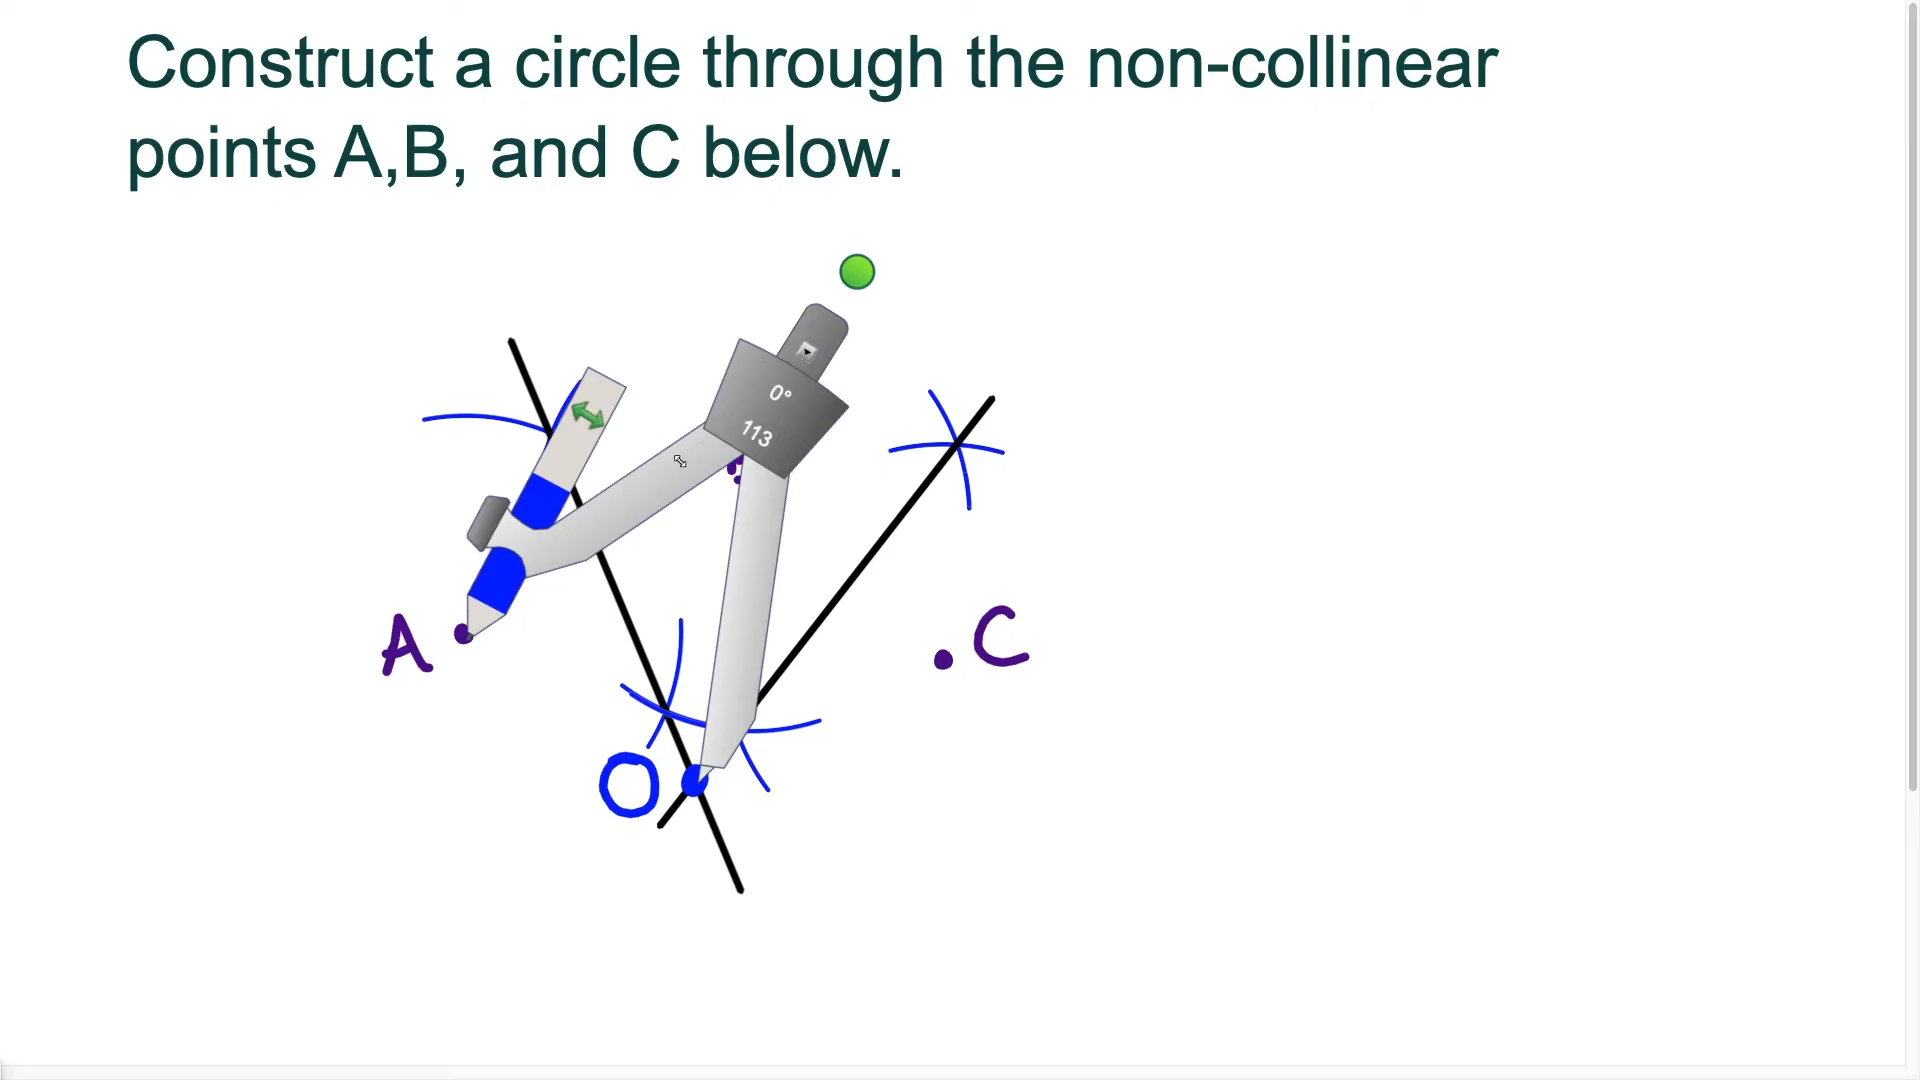 Construct a circle through the non-collinear
points A,B, and C below.
0°
113
A
C
O